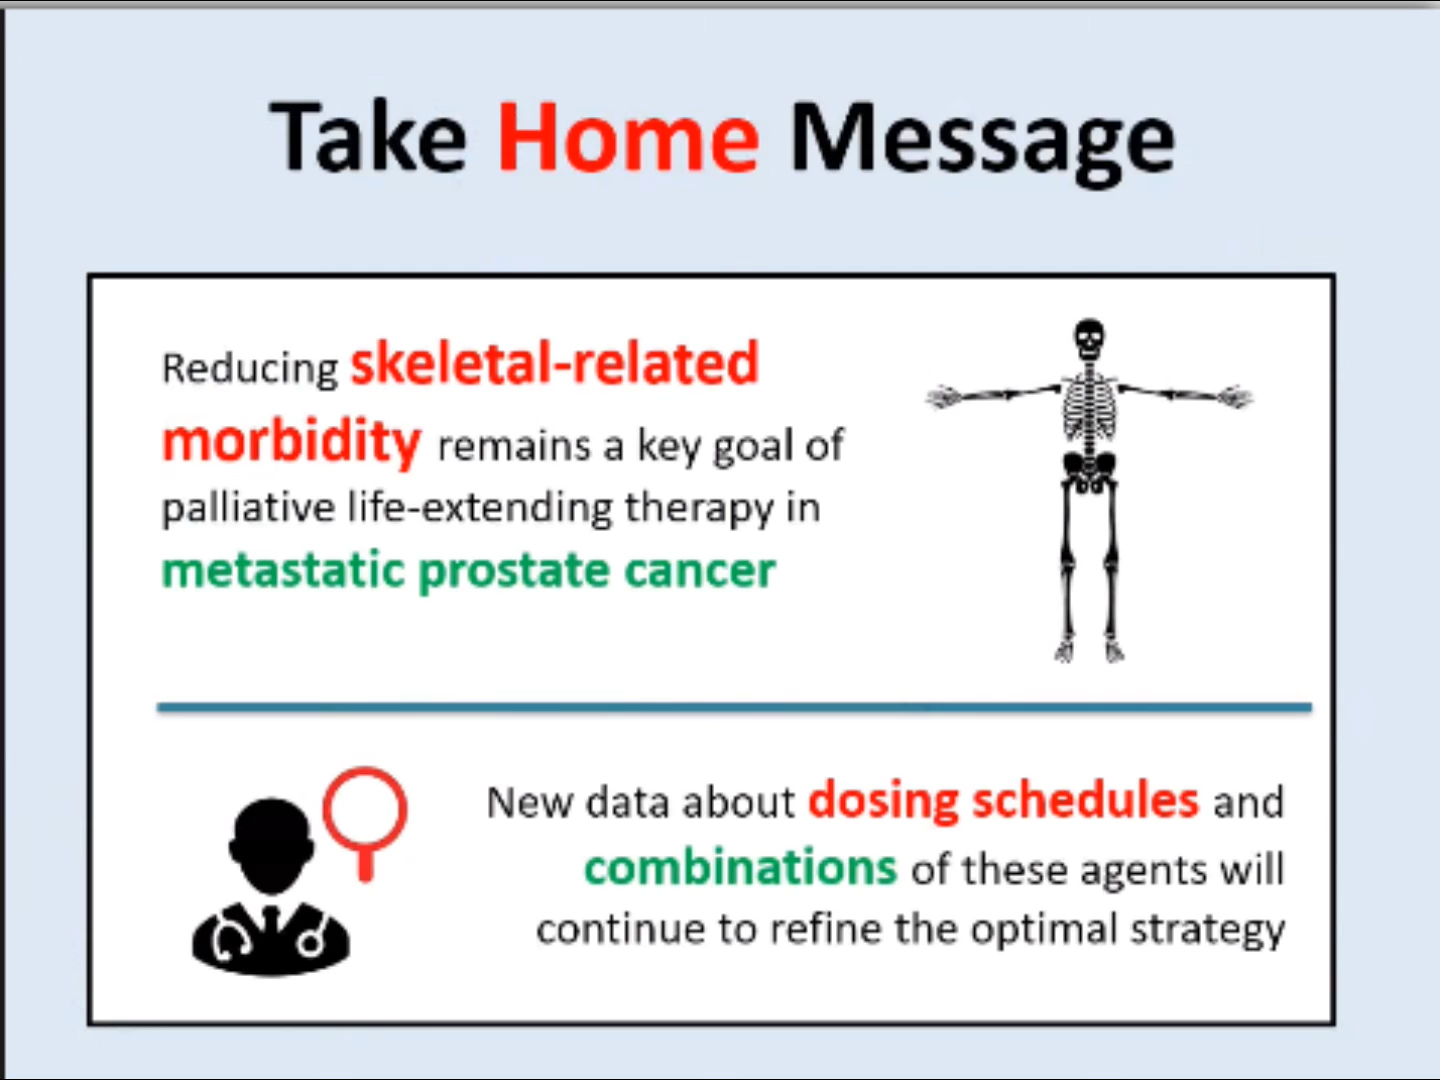 Take Home Message
Reducing skeletal-related
morbidity remains a key goal of
palliative life-extending therapy in
metastatic prostate cancer
New data about dosing schedules and
combinations of these agents will
continue to refine the optimal strategy